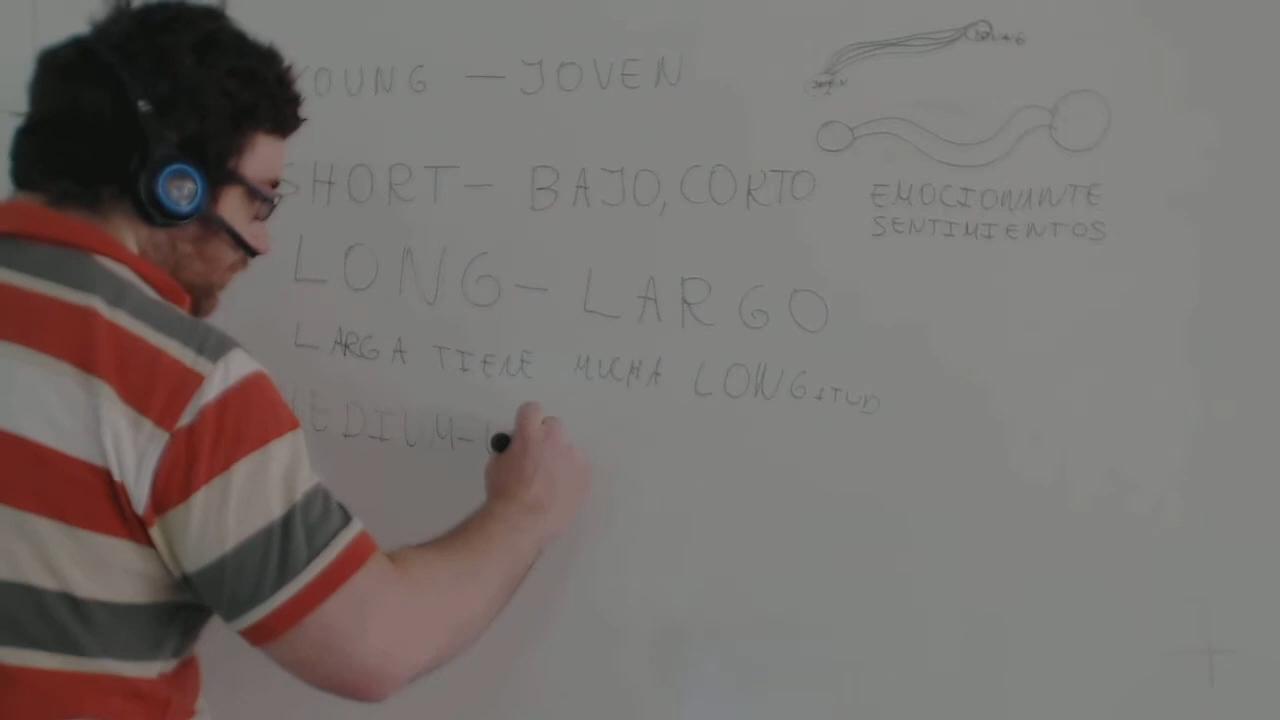 YOUNG — JOVEN
SHORT — BAJO, CORTO
LONG — LARGO
LARGA TIENE MUCHA LONGITUD
MEDIUM-
EMOCIONANTE
SENTIMIENTOS